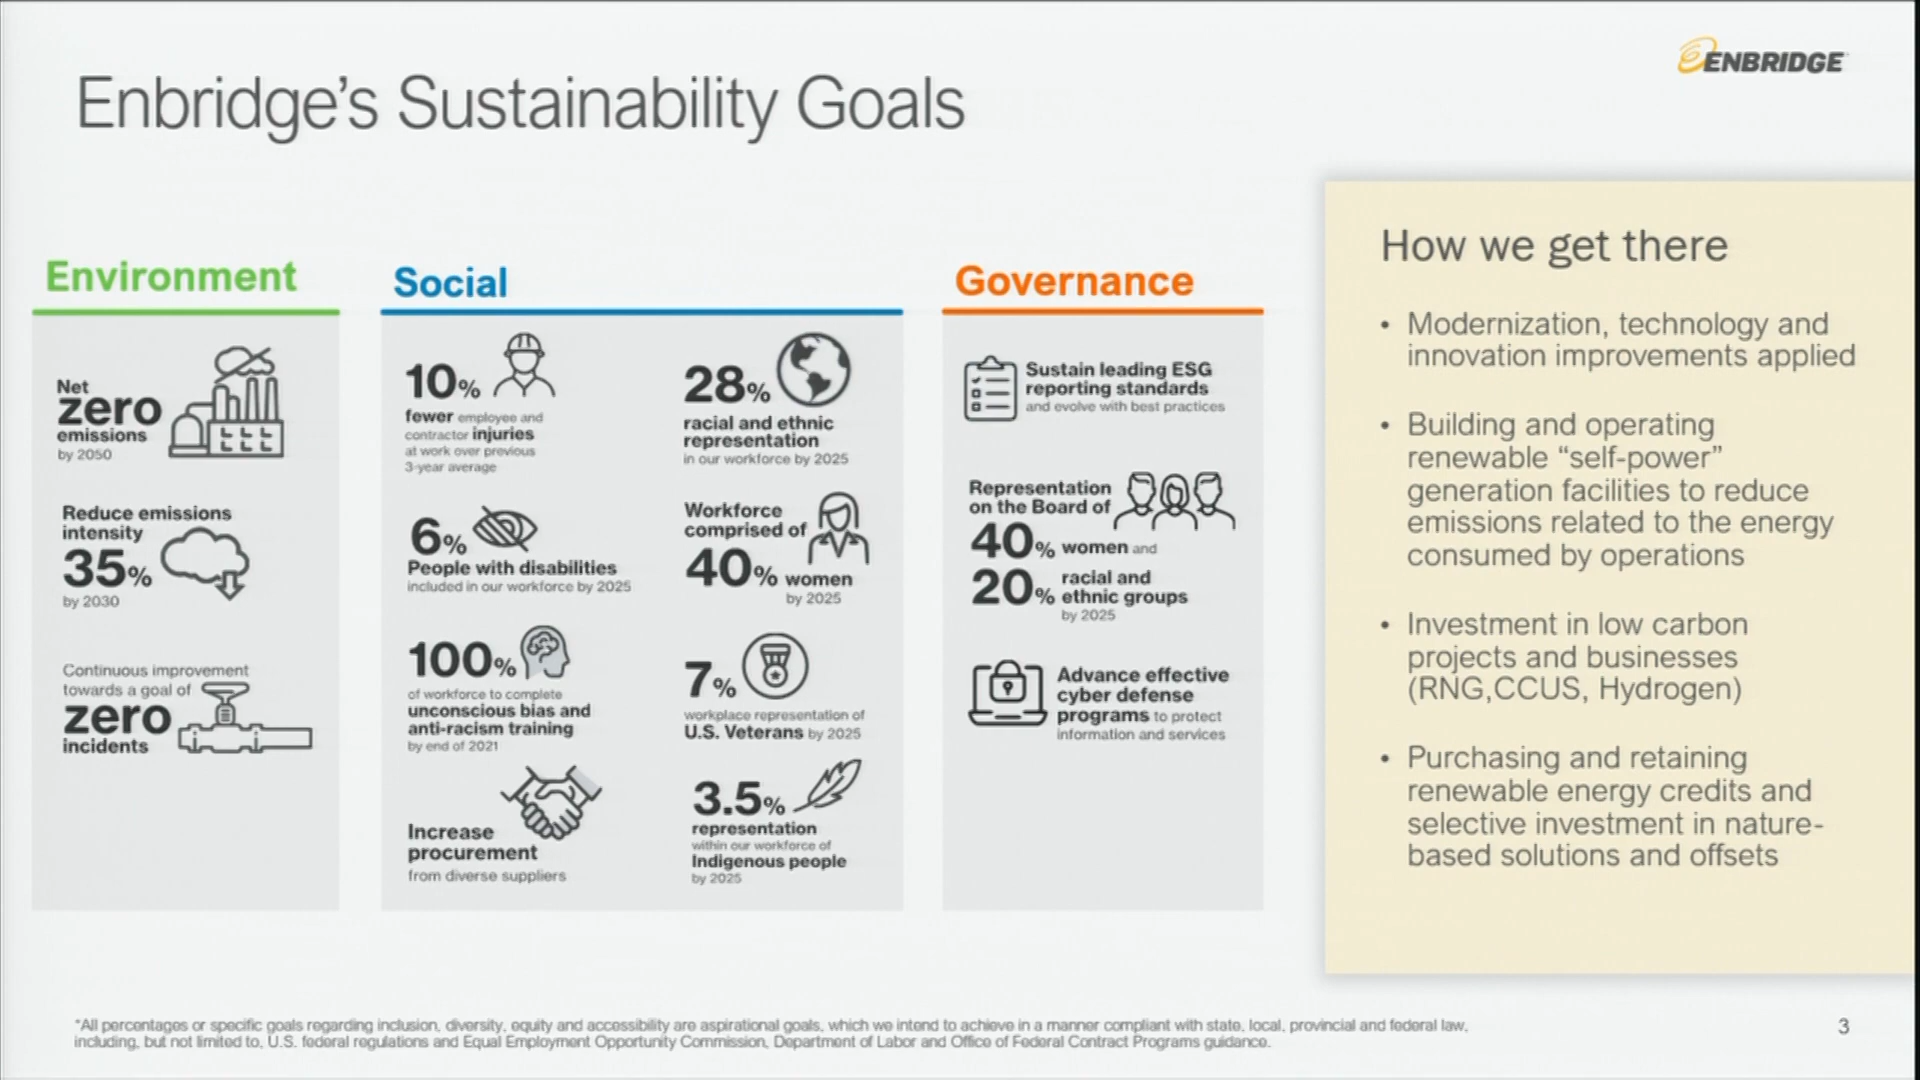 ENBRIDGE
Enbridge's Sustainability Goals
Environment
Net
zero
emissions
by 2050
Reduce emissions
intensity
35%
by 2030
Continuous improvement
towards a goal of
zero
incidents
Social
10%
fewer employee and
contractor injuries
at work over previous
3-year average
6%
People with disabilities
included in our workforce by 2025
100%
of workforce to complete
unconscious bias and
anti-racism training
by end of 2021
Increase
procurement
from diverse suppliers
28%
racial and ethnic
representation
in our workforce by 2025
Workforce
comprised of
40% women
by 2025
7%
workplace representation of
U.S. Veterans by 2025
3.5%
representation
within our workforce of
Indigenous people
by 2025
Governance
Sustain leading ESG
reporting standards
and evolve with best practices
Representation
on the Board of
40% women and
20% racial and
ethnic groups
by 2025
Advance effective
cyber defense
programs to protect
information and services
How we get there
• Modernization, technology and
innovation improvements applied
• Building and operating
renewable “self-power”
generation facilities to reduce
emissions related to the energy
consumed by operations
• Investment in low carbon
projects and businesses
(RNG,CCUS, Hydrogen)
• Purchasing and retaining
renewable energy credits and
selective investment in nature-
based solutions and offsets
*All percentages or specific goals regarding inclusion, diversity, equity and accessibility are aspirational goals, which we intend to achieve in a manner compliant with state, local, provincial and federal law,
including, but not limited to, U.S. federal regulations and Equal Employment Opportunity Commission, Department of Labor and Office of Federal Contract Programs guidance.
3